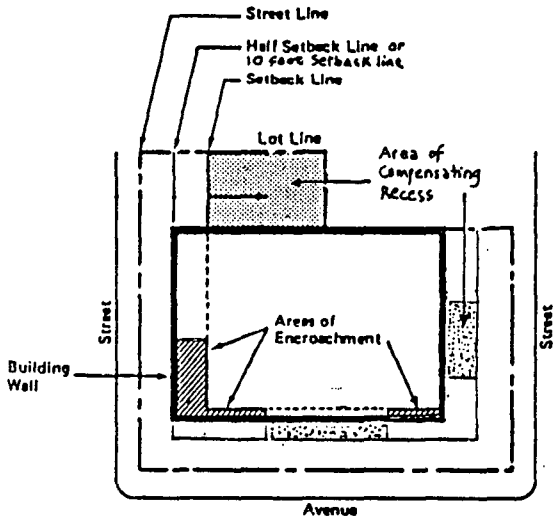 Street Line
Half Setback Line or
10 foot Setback line
Setback Line
Lot Line
Area of
Compensating
Recess
Street
Street
Areas of
Encroachment
Building
Wall
Avenue